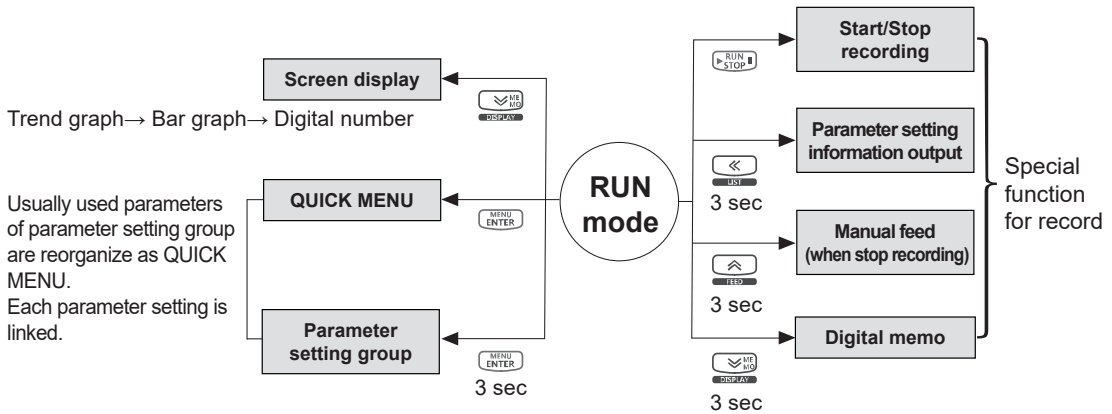 Screen display
ME
MO
DISPLAY
Trend graph→ Bar graph→ Digital number
QUICK MENU
MENU
ENTER
Usually used parameters
of parameter setting group
are reorganize as QUICK
MENU.
Each parameter setting is
linked.
Parameter
setting group
MENU
ENTER
3 sec
RUN
mode
Start/Stop
recording
RUN
STOP
Parameter setting
information output
LIST
3 sec
Manual feed
(when stop recording)
FEED
3 sec
Digital memo
ME
MO
DISPLAY
3 sec
Special
function
for record